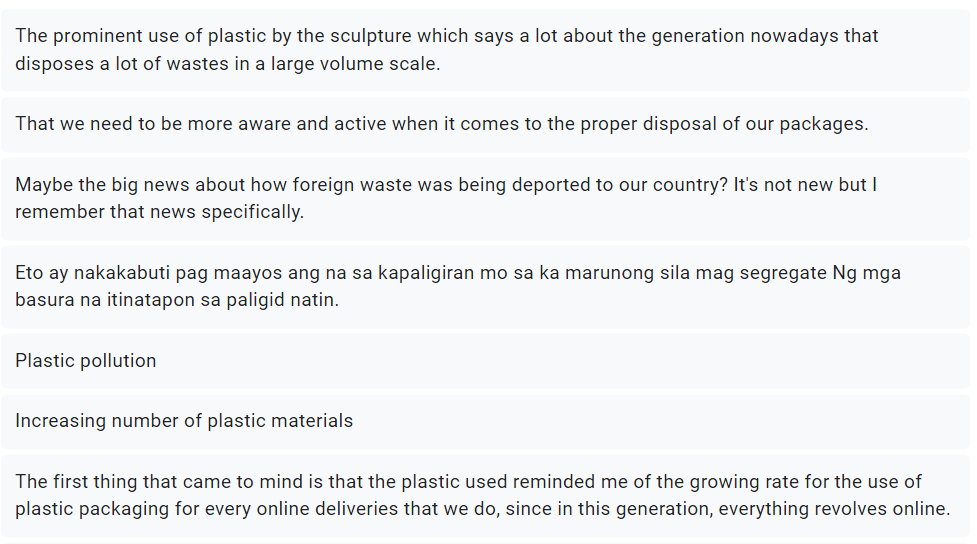 The prominent use of plastic by the sculpture which says a lot about the generation nowadays that
disposes a lot of wastes in a large volume scale.
That we need to be more aware and active when it comes to the proper disposal of our packages.
Maybe the big news about how foreign waste was being deported to our country? It's not new but I
remember that news specifically.
Eto ay nakakabuti pag maayos ang na sa kapaligiran mo sa ka marunong sila mag segregate Ng mga
basura na itinatapon sa paligid natin.
Plastic pollution
Increasing number of plastic materials
The first thing that came to mind is that the plastic used reminded me of the growing rate for the use of
plastic packaging for every online deliveries that we do, since in this generation, everything revolves online.